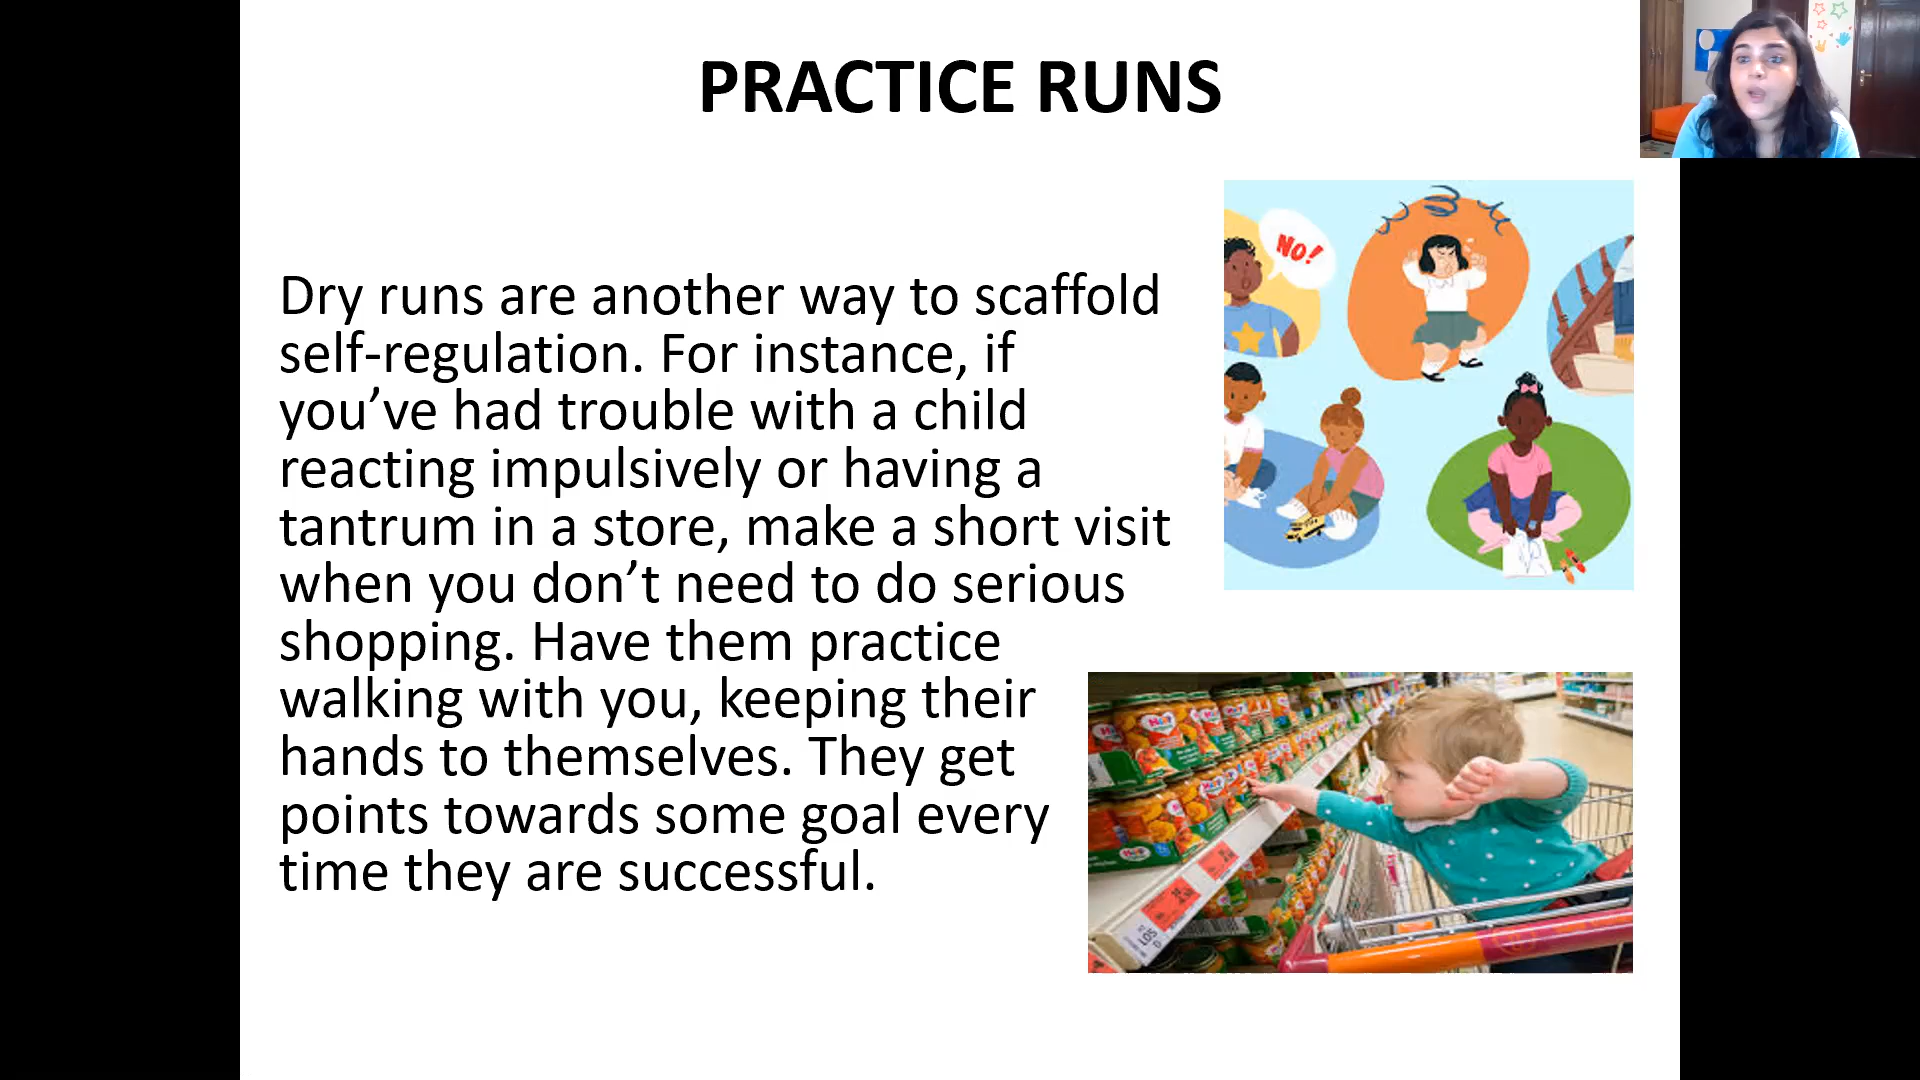 PRACTICE RUNS
Dry runs are another way to scaffold
self-regulation. For instance, if
you’ve had trouble with a child
reacting impulsively or having a
tantrum in a store, make a short visit
when you don’t need to do serious
shopping. Have them practice
walking with you, keeping their
hands to themselves. They get
points towards some goal every
time they are successful.
NO!